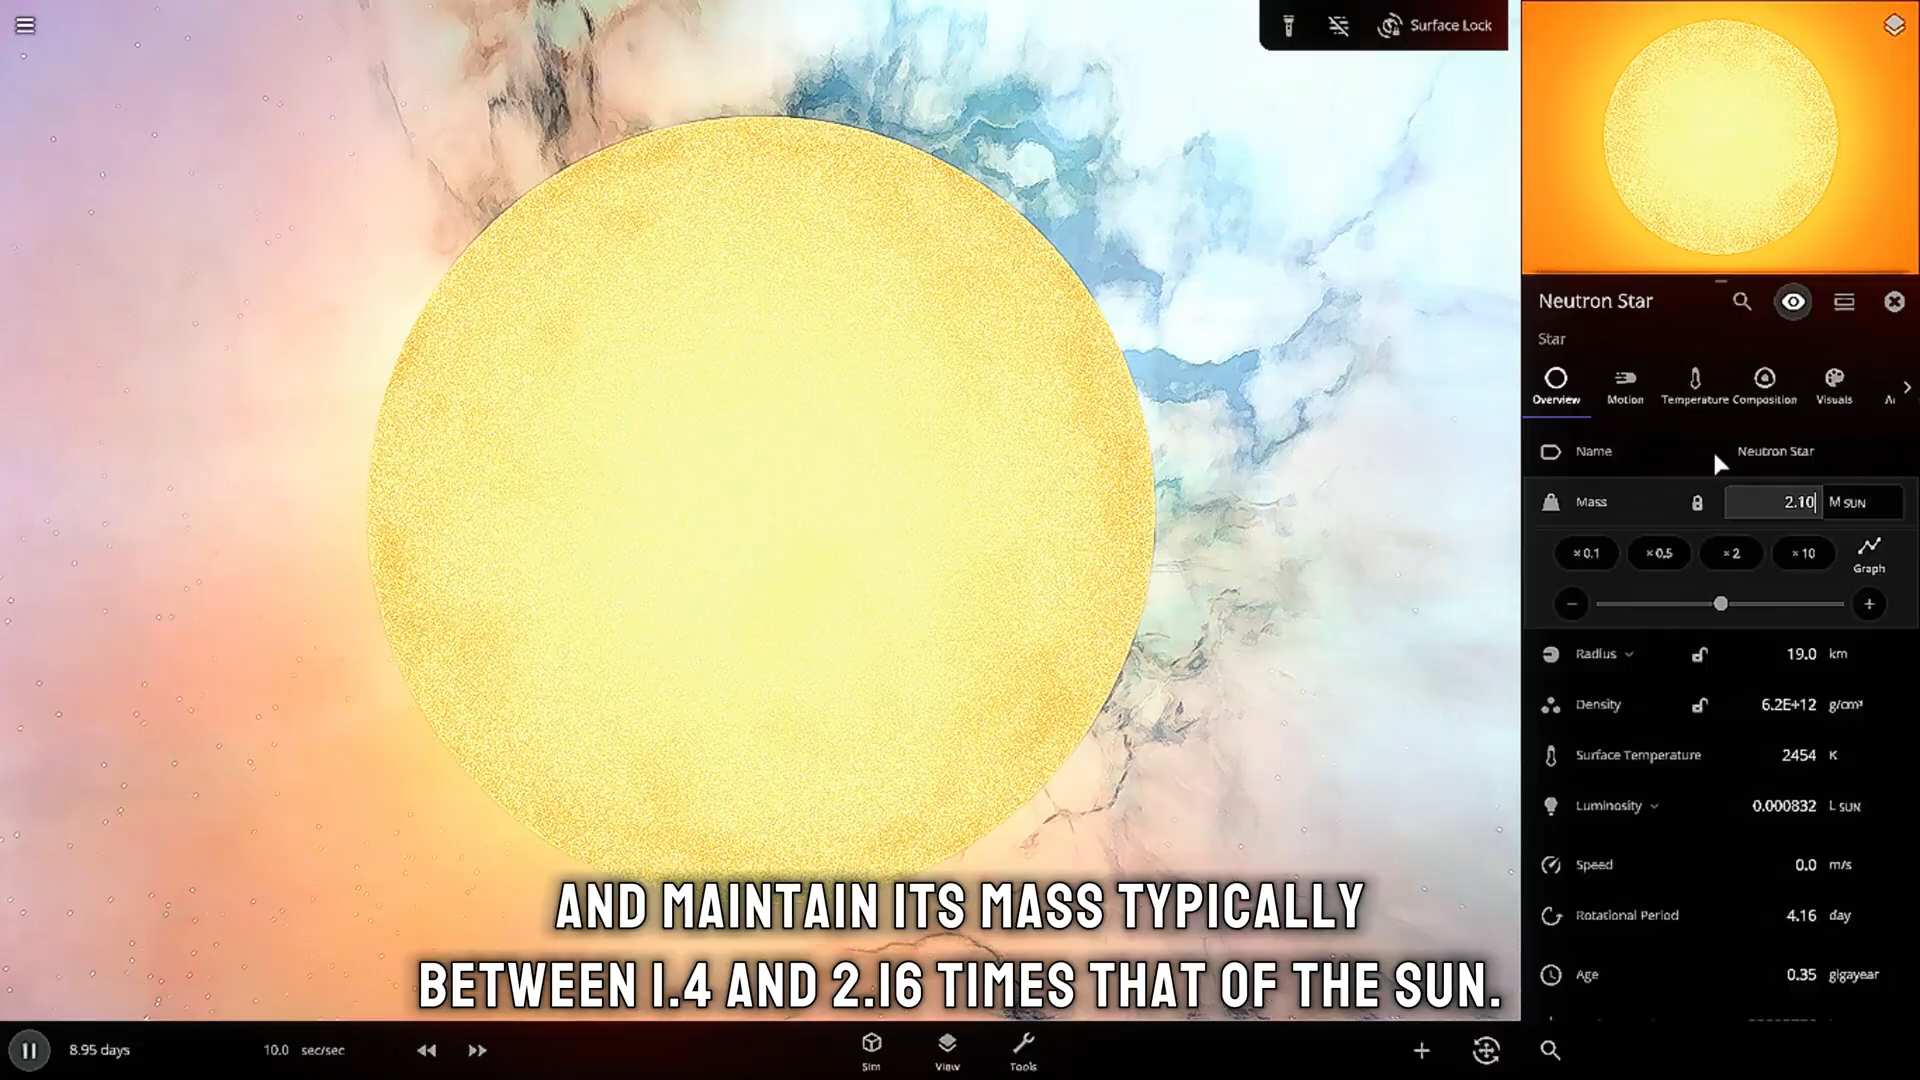 Surface Lock
Neutron Star
Star
Overview
Motion
Temperature
Composition
Visuals
Name
Neutron Star
Mass
2.10
M SUN
× 0.1
× 0.5
× 2
× 10
Graph
Radius
19.0 km
Density
6.2E+12 g/cm³
Surface Temperature
2454 K
Luminosity
0.000832 L SUN
Speed
0.0 m/s
Rotational Period
4.16 day
Age
0.35 gigayear
AND MAINTAIN ITS MASS TYPICALLY
BETWEEN 1.4 AND 2.16 TIMES THAT OF THE SUN.
8.95 days
10.0 sec/sec
Sim
View
Tools